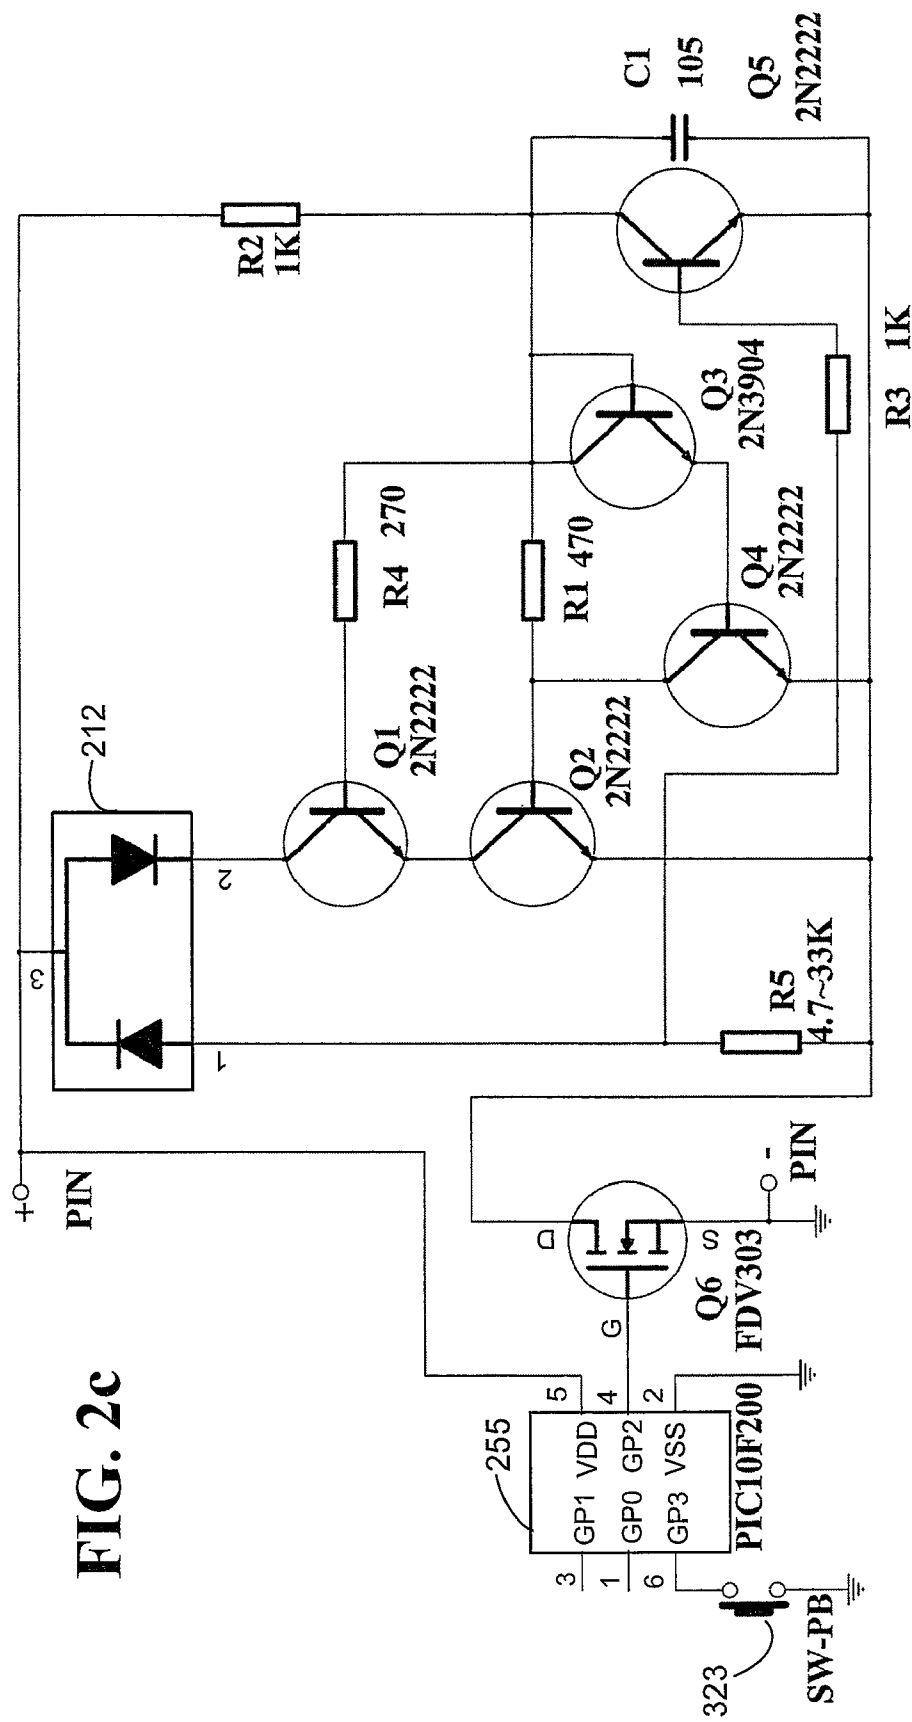 FIG. 2c
+
PIN
3
212
1
2
R2
1K
R4 270
Q1
2N2222
R1 470
Q2
2N2222
Q3
2N3904
Q4
2N2222
C1
105
Q5
2N2222
R3 1K
R5
4.7~33K
D
G
S
Q6
FDV303
-
PIN
255
5
4
2
GP1 VDD
GP0 GP2
GP3 VSS
3
1
6
PIC10F200
323
SW-PB